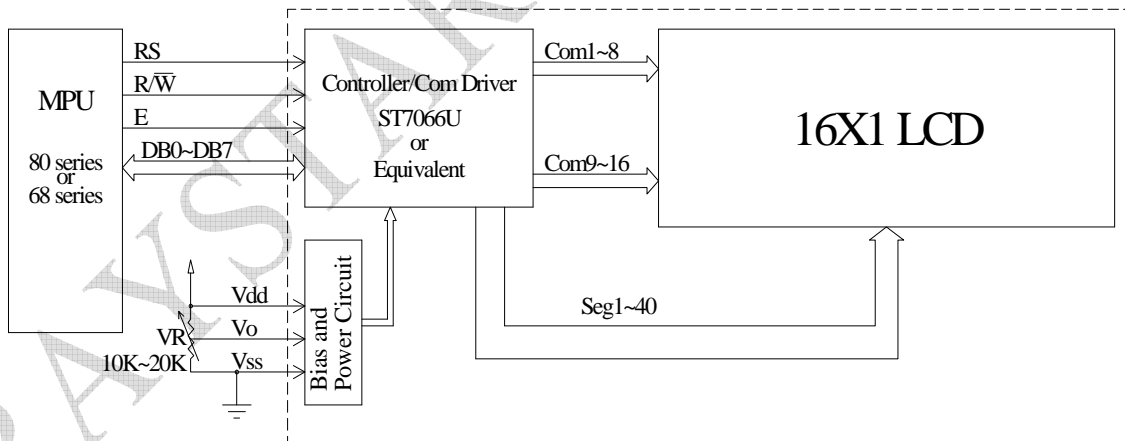 MPU
80 series
or
68 series
RS
R/W̅
E
DB0~DB7
Controller/Com Driver
ST7066U
or
Equivalent
Com1~8
Com9~16
16X1 LCD
Seg1~40
Vdd
Vo
Vss
VR
10K~20K
Bias and
Power Circuit
RAYSTAR